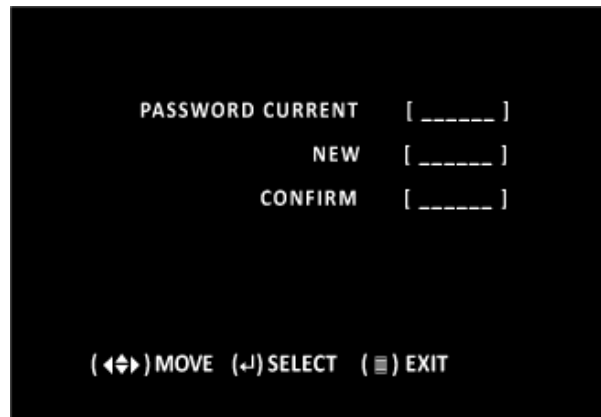 PASSWORD CURRENT [ ______ ]
NEW [ ______ ]
CONFIRM [ ______ ]
( ◀♦▶ ) MOVE (↵) SELECT ( ≣ ) EXIT